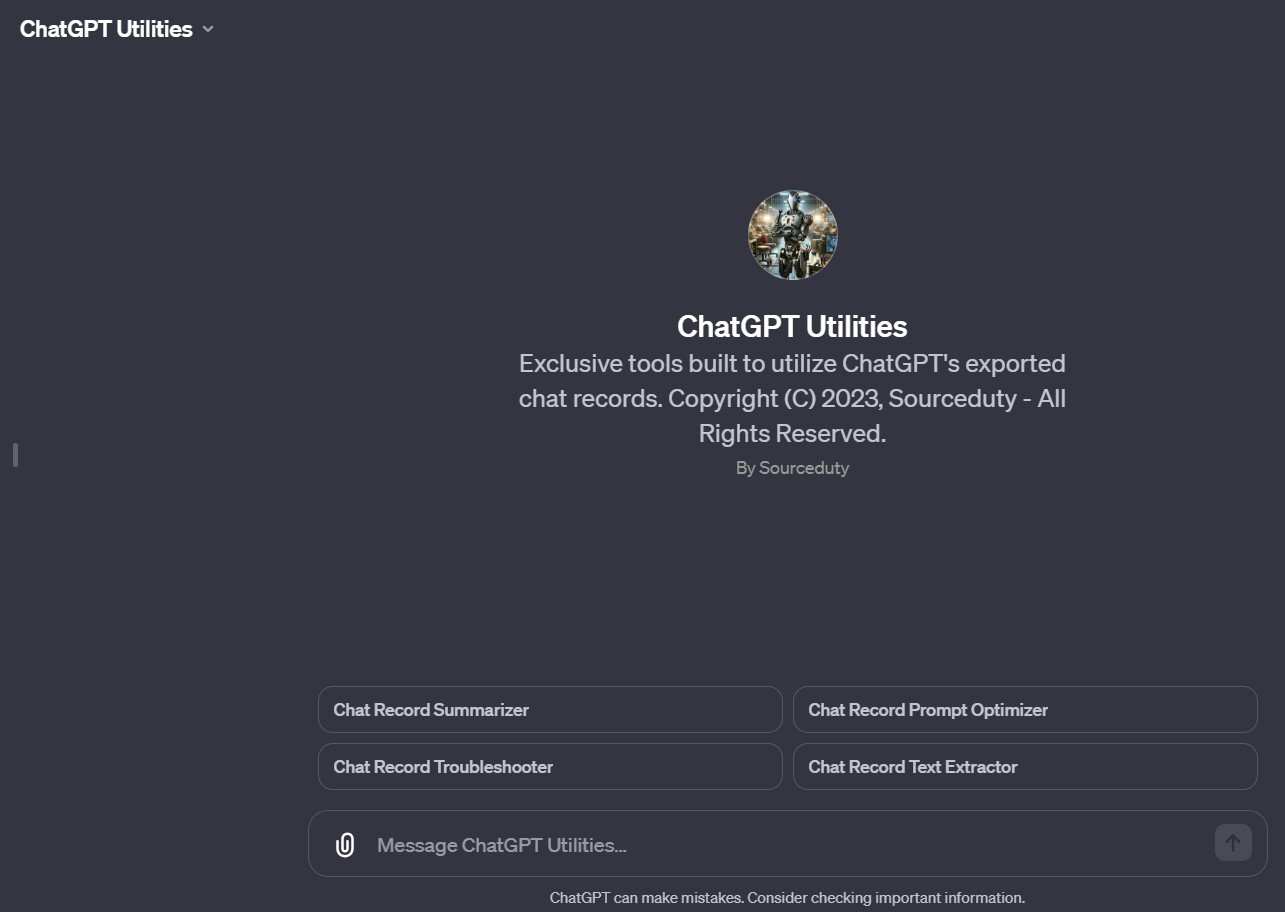 ChatGPT Utilities
ChatGPT Utilities
Exclusive tools built to utilize ChatGPT's exported
chat records. Copyright (C) 2023, Sourceduty - All
Rights Reserved.
By Sourceduty
Chat Record Summarizer
Chat Record Prompt Optimizer
Chat Record Troubleshooter
Chat Record Text Extractor
Message ChatGPT Utilities...
ChatGPT can make mistakes. Consider checking important information.